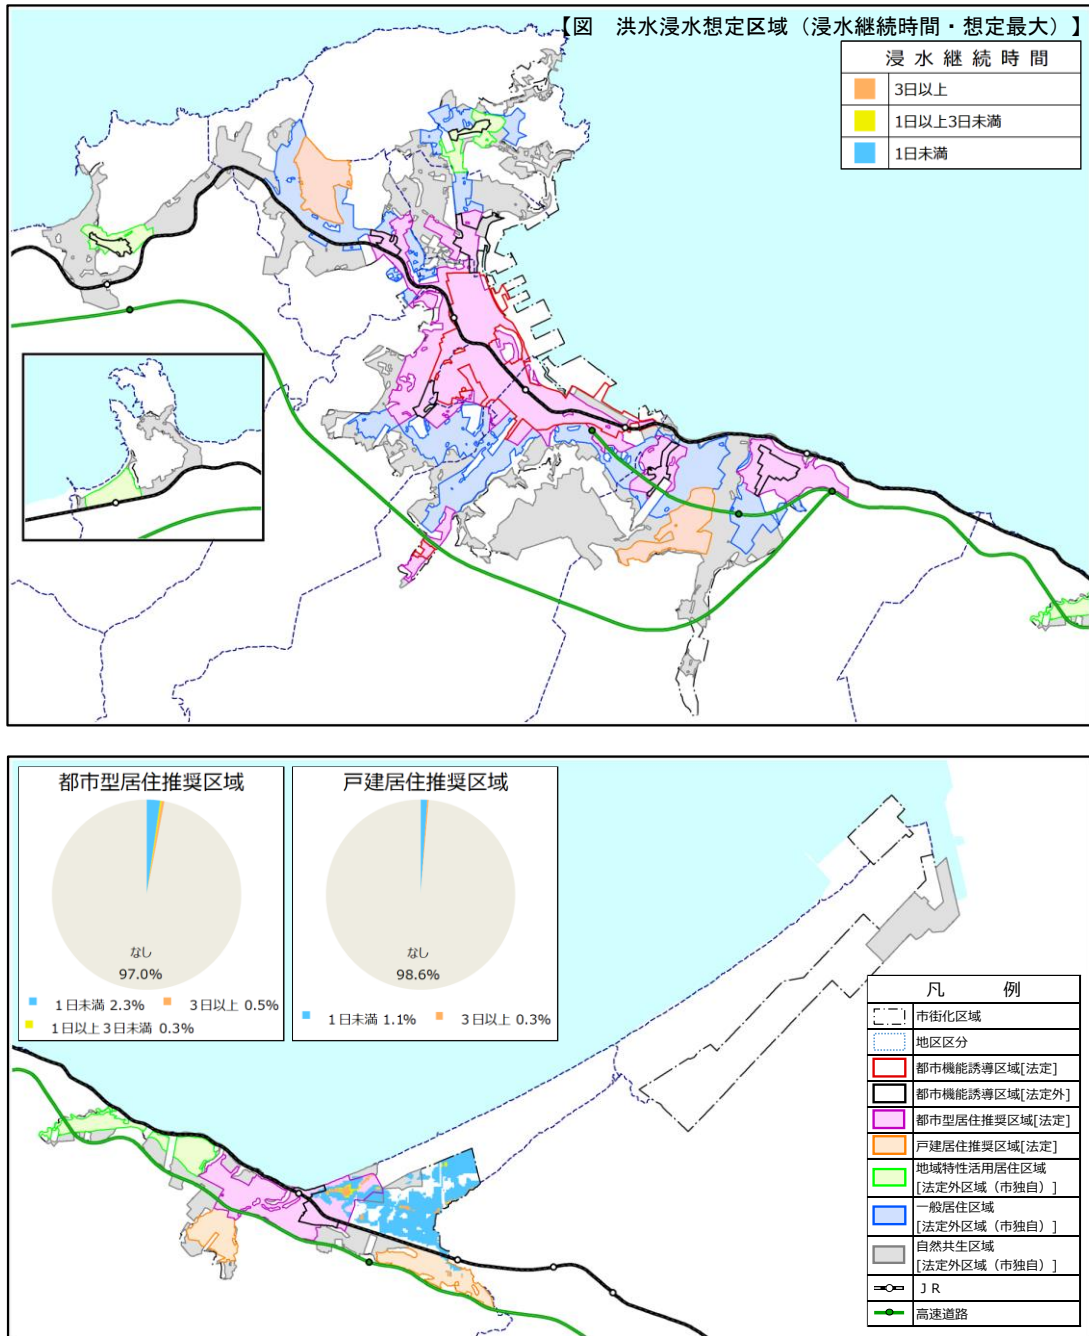 【図　洪水浸水想定区域（浸水継続時間・想定最大）】
浸水継続時間
3日以上
1日以上3日未満
1日未満
都市型居住推奨区域
なし
97.0%
1日未満 2.3%
3日以上 0.5%
1日以上3日未満 0.3%
戸建居住推奨区域
なし
98.6%
1日未満 1.1%
3日以上 0.3%
凡　例
市街化区域
地区区分
都市機能誘導区域[法定]
都市機能誘導区域[法定外]
都市型居住推奨区域[法定]
戸建居住推奨区域[法定]
地域特性活用居住区域
[法定外区域（市独自）]
一般居住区域
[法定外区域（市独自）]
自然共生区域
[法定外区域（市独自）]
ＪＲ
高速道路